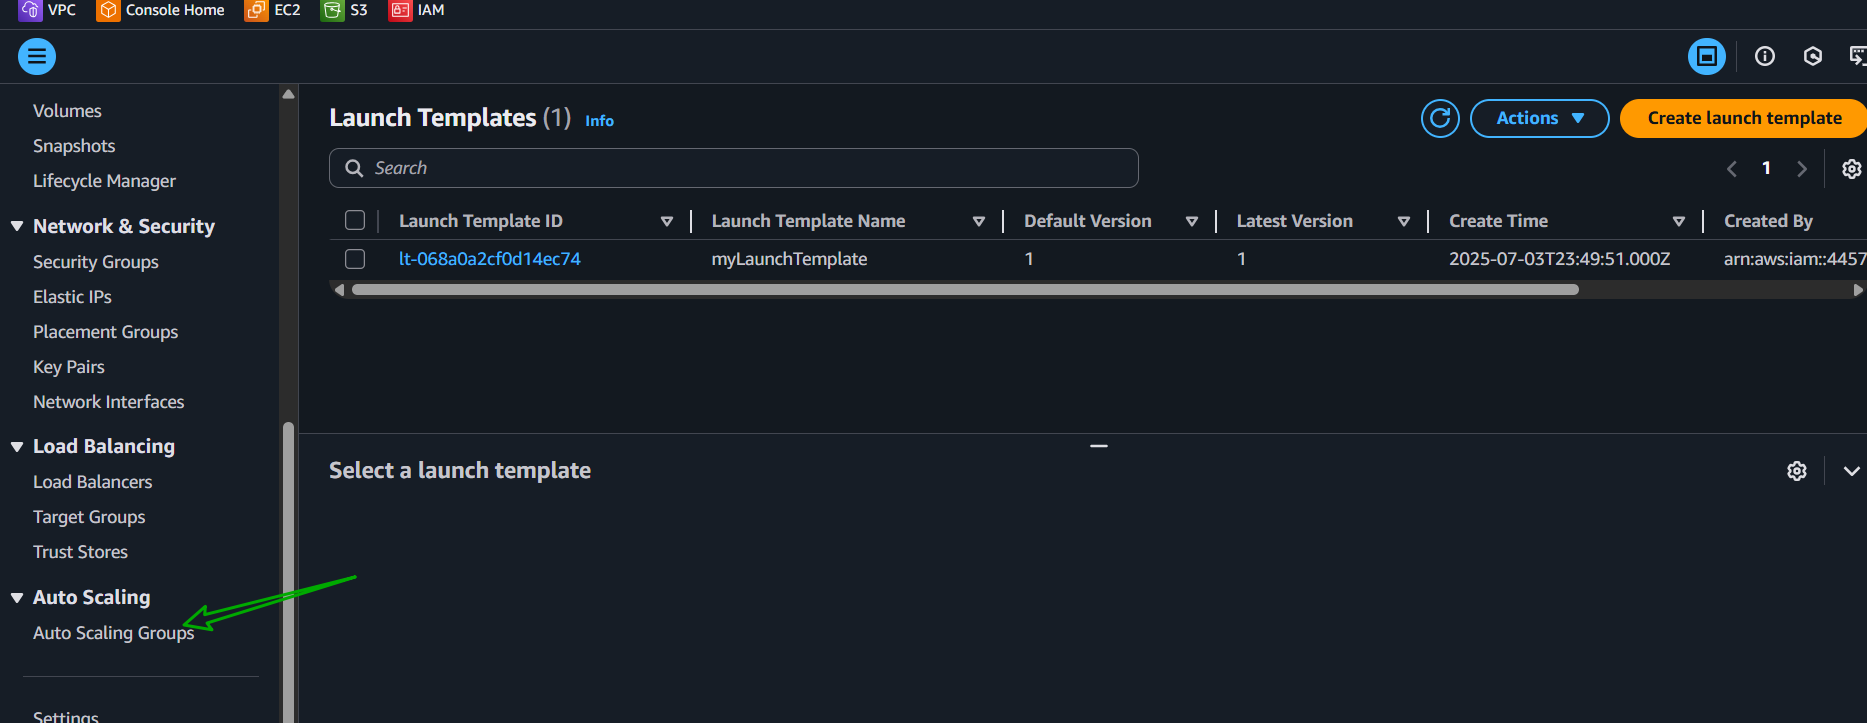 VPC Console Home EC2 S3 IAM
Volumes
Snapshots
Lifecycle Manager
Network & Security
Security Groups
Elastic IPs
Placement Groups
Key Pairs
Network Interfaces
Load Balancing
Load Balancers
Target Groups
Trust Stores
Auto Scaling
Auto Scaling Groups
Settings
Launch Templates (1) Info
Actions
Create launch template
Search
1
Launch Template ID Launch Template Name Default Version Latest Version Create Time Created By
lt-068a0a2cf0d14ec74 myLaunchTemplate 1 1 2025-07-03T23:49:51.000Z arn:aws:iam::4457
Select a launch template